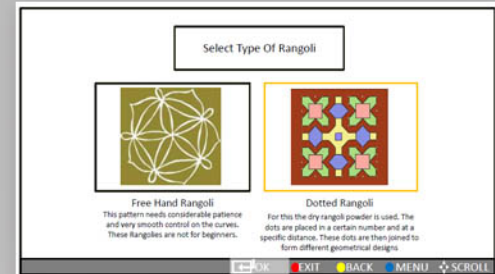 Select Type Of Rangoli
Free Hand Rangoli
This pattern needs considerable patience
and very smooth control on the curves.
These Rangolies are not for beginners.
Dotted Rangoli
For this the dry rangoli powder is used. The
dots are placed in a certain number and at a
specific distance. These dots are then joined to
form different geometrical designs
OK EXIT BACK MENU SCROLL